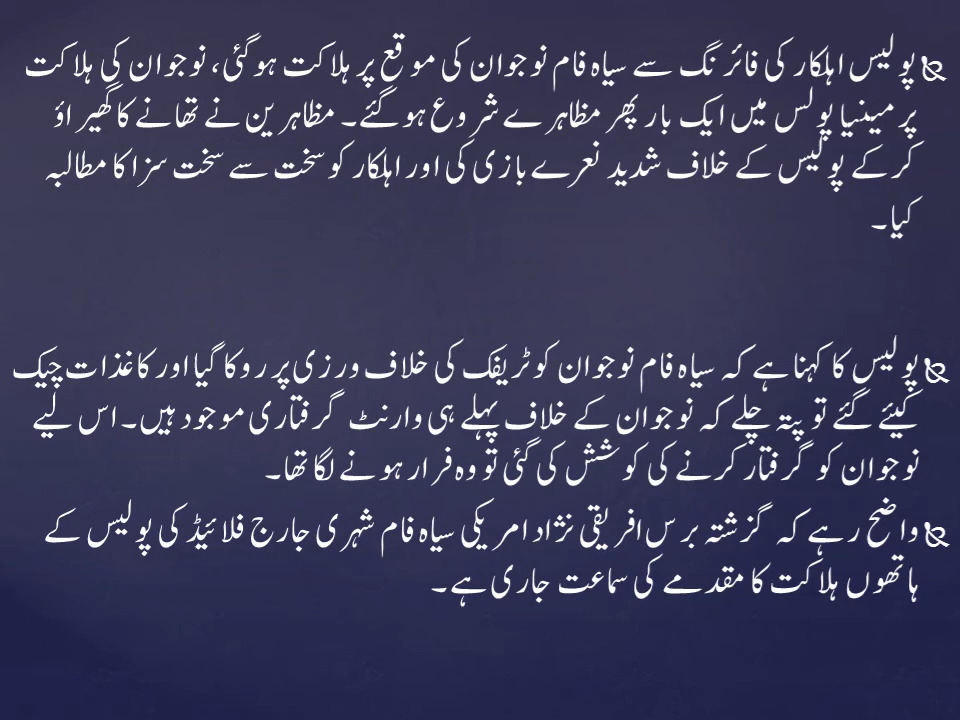 پولیس اہلکار کی فائرنگ سے سیاہ فام نوجوان کی موقع پر ہلاکت ہوگئی، نوجوان کی ہلاکت
پر مینیاپولس میں ایک بار پھر مظاہرے شروع ہوگئے۔ مظاہرین نے تھانے کا گھیراؤ
کرکے پولیس کے خلاف شدید نعرے بازی کی اور اہلکار کو سخت سے سخت سزا کا مطالبہ
کیا۔
پولیس کا کہنا ہے کہ سیاہ فام نوجوان کو ٹریفک کی خلاف ورزی پر روکا گیا اور کاغذات چیک
کیئے گئے تو پتہ چلے کہ نوجوان کے خلاف پہلے ہی وارنٹ گرفتاری موجود ہیں۔ اس لیے
نوجوان کو گرفتار کرنے کی کوشش کی گئی تو وہ فرار ہونے لگا تھا۔
واضح رہے کہ گزشتہ برس افریقی نژاد امریکی سیاہ فام شہری جارج فلائیڈ کی پولیس کے
ہاتھوں ہلاکت کا مقدمے کی سماعت جاری ہے۔